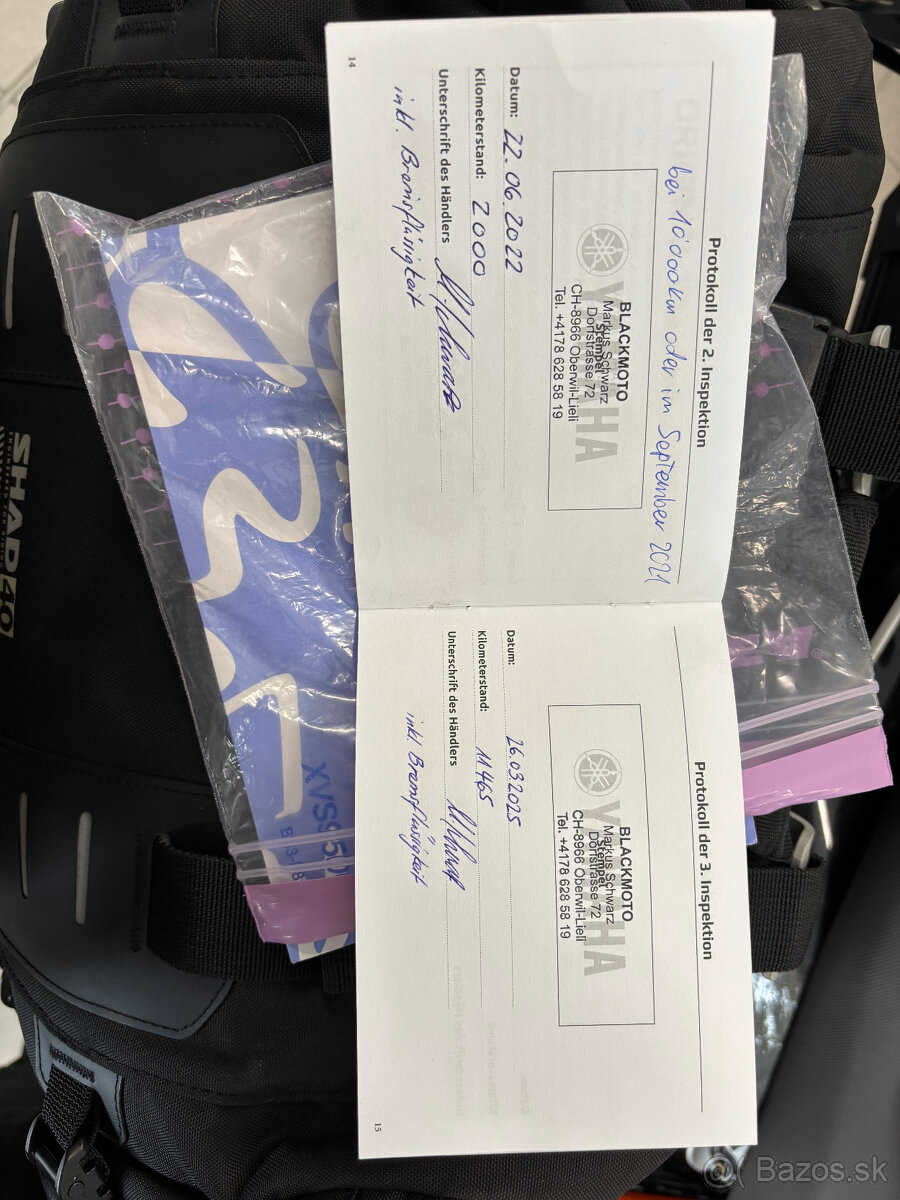 Protokoll der 2. Inspektion
bei 10'000km oder im September 2021
YAMAHA
BLACKMOTO
Markus Schwarz
Stempel
Dorfstrasse 72
CH-8966 Oberwil-Lieli
Tel. +4178 628 58 19
Datum: 22.06.2022
Kilometerstand: 2000
Unterschrift des Händlers
inkl. Bremsflüssigkeit
14
Protokoll der 3. Inspektion
YAMAHA
BLACKMOTO
Markus Schwarz
Stempel
Dorfstrasse 72
CH-8966 Oberwil-Lieli
Tel. +4178 628 58 19
Datum: 26.03.2025
Kilometerstand: 11465
Unterschrift des Händlers
inkl. Bremsflüssigkeit
15
SHAD
XVS95
Bazos.sk